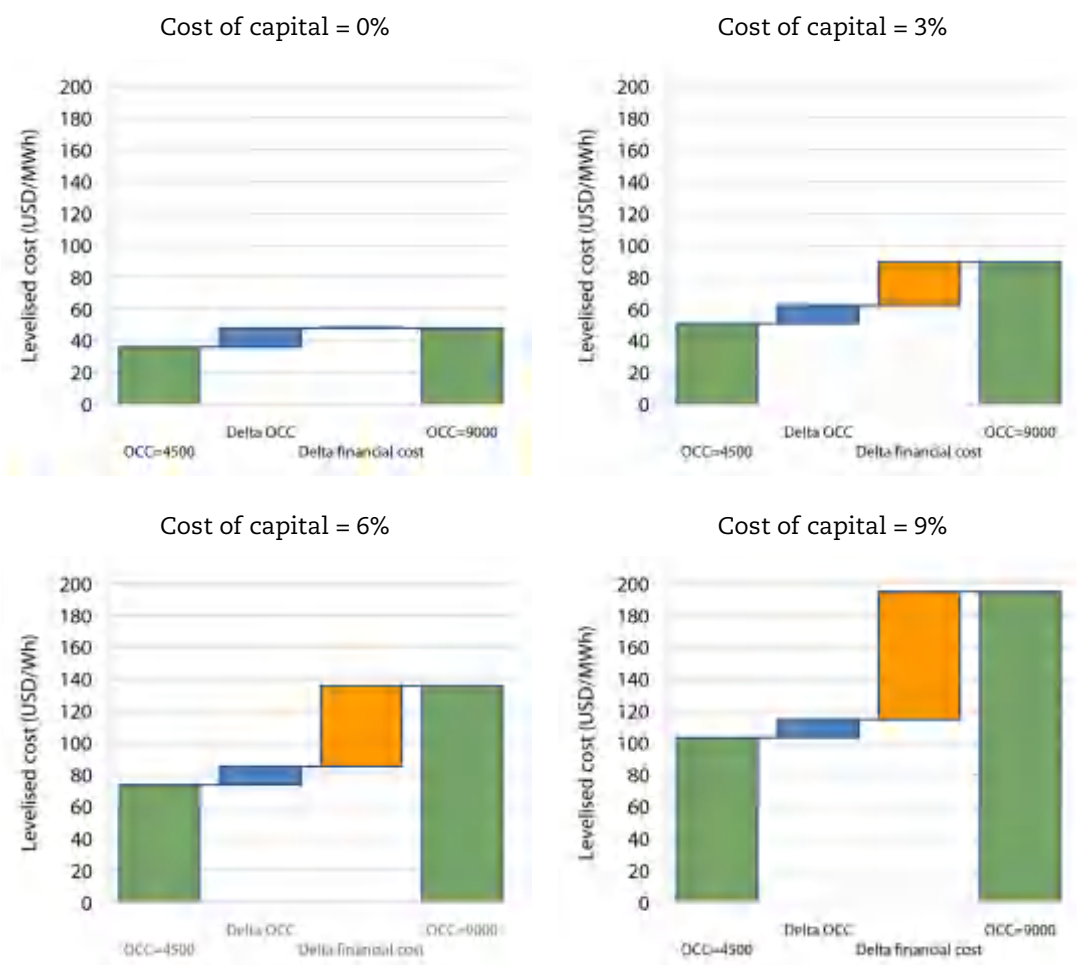 Cost of capital = 0%
Levelised cost (USD/MWh)
200
180
160
140
120
100
80
60
40
20
0
Delta OCC
OCC=9000
OCC=4500
Delta financial cost
Cost of capital = 3%
Levelised cost (USD/MWh)
200
180
160
140
120
100
80
60
40
20
0
Delta OCC
OCC=9000
OCC=4500
Delta financial cost
Cost of capital = 6%
Levelised cost (USD/Wh)
200
180
160
140
120
100
80
60
40
20
0
Delta OCC
OCC=9000
OCC=4500
Delta financial cost
Cost of capital = 9%
Levelised cost (USD/MWh)
200
180
160
140
120
100
80
60
40
20
0
Delta OCC
OCC=9000
OCC=4500
Delta financial cost